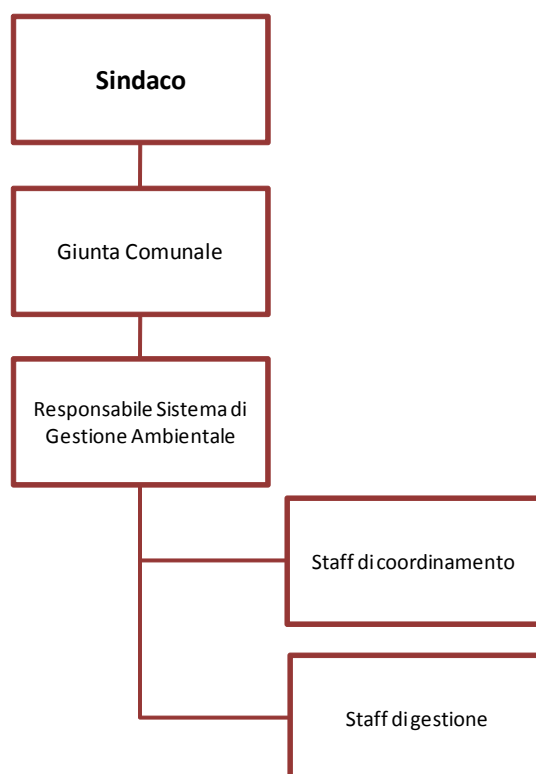 Sindaco
Giunta Comunale
Responsabile Sistema di
Gestione Ambientale
Staff di coordinamento
Staff di gestione